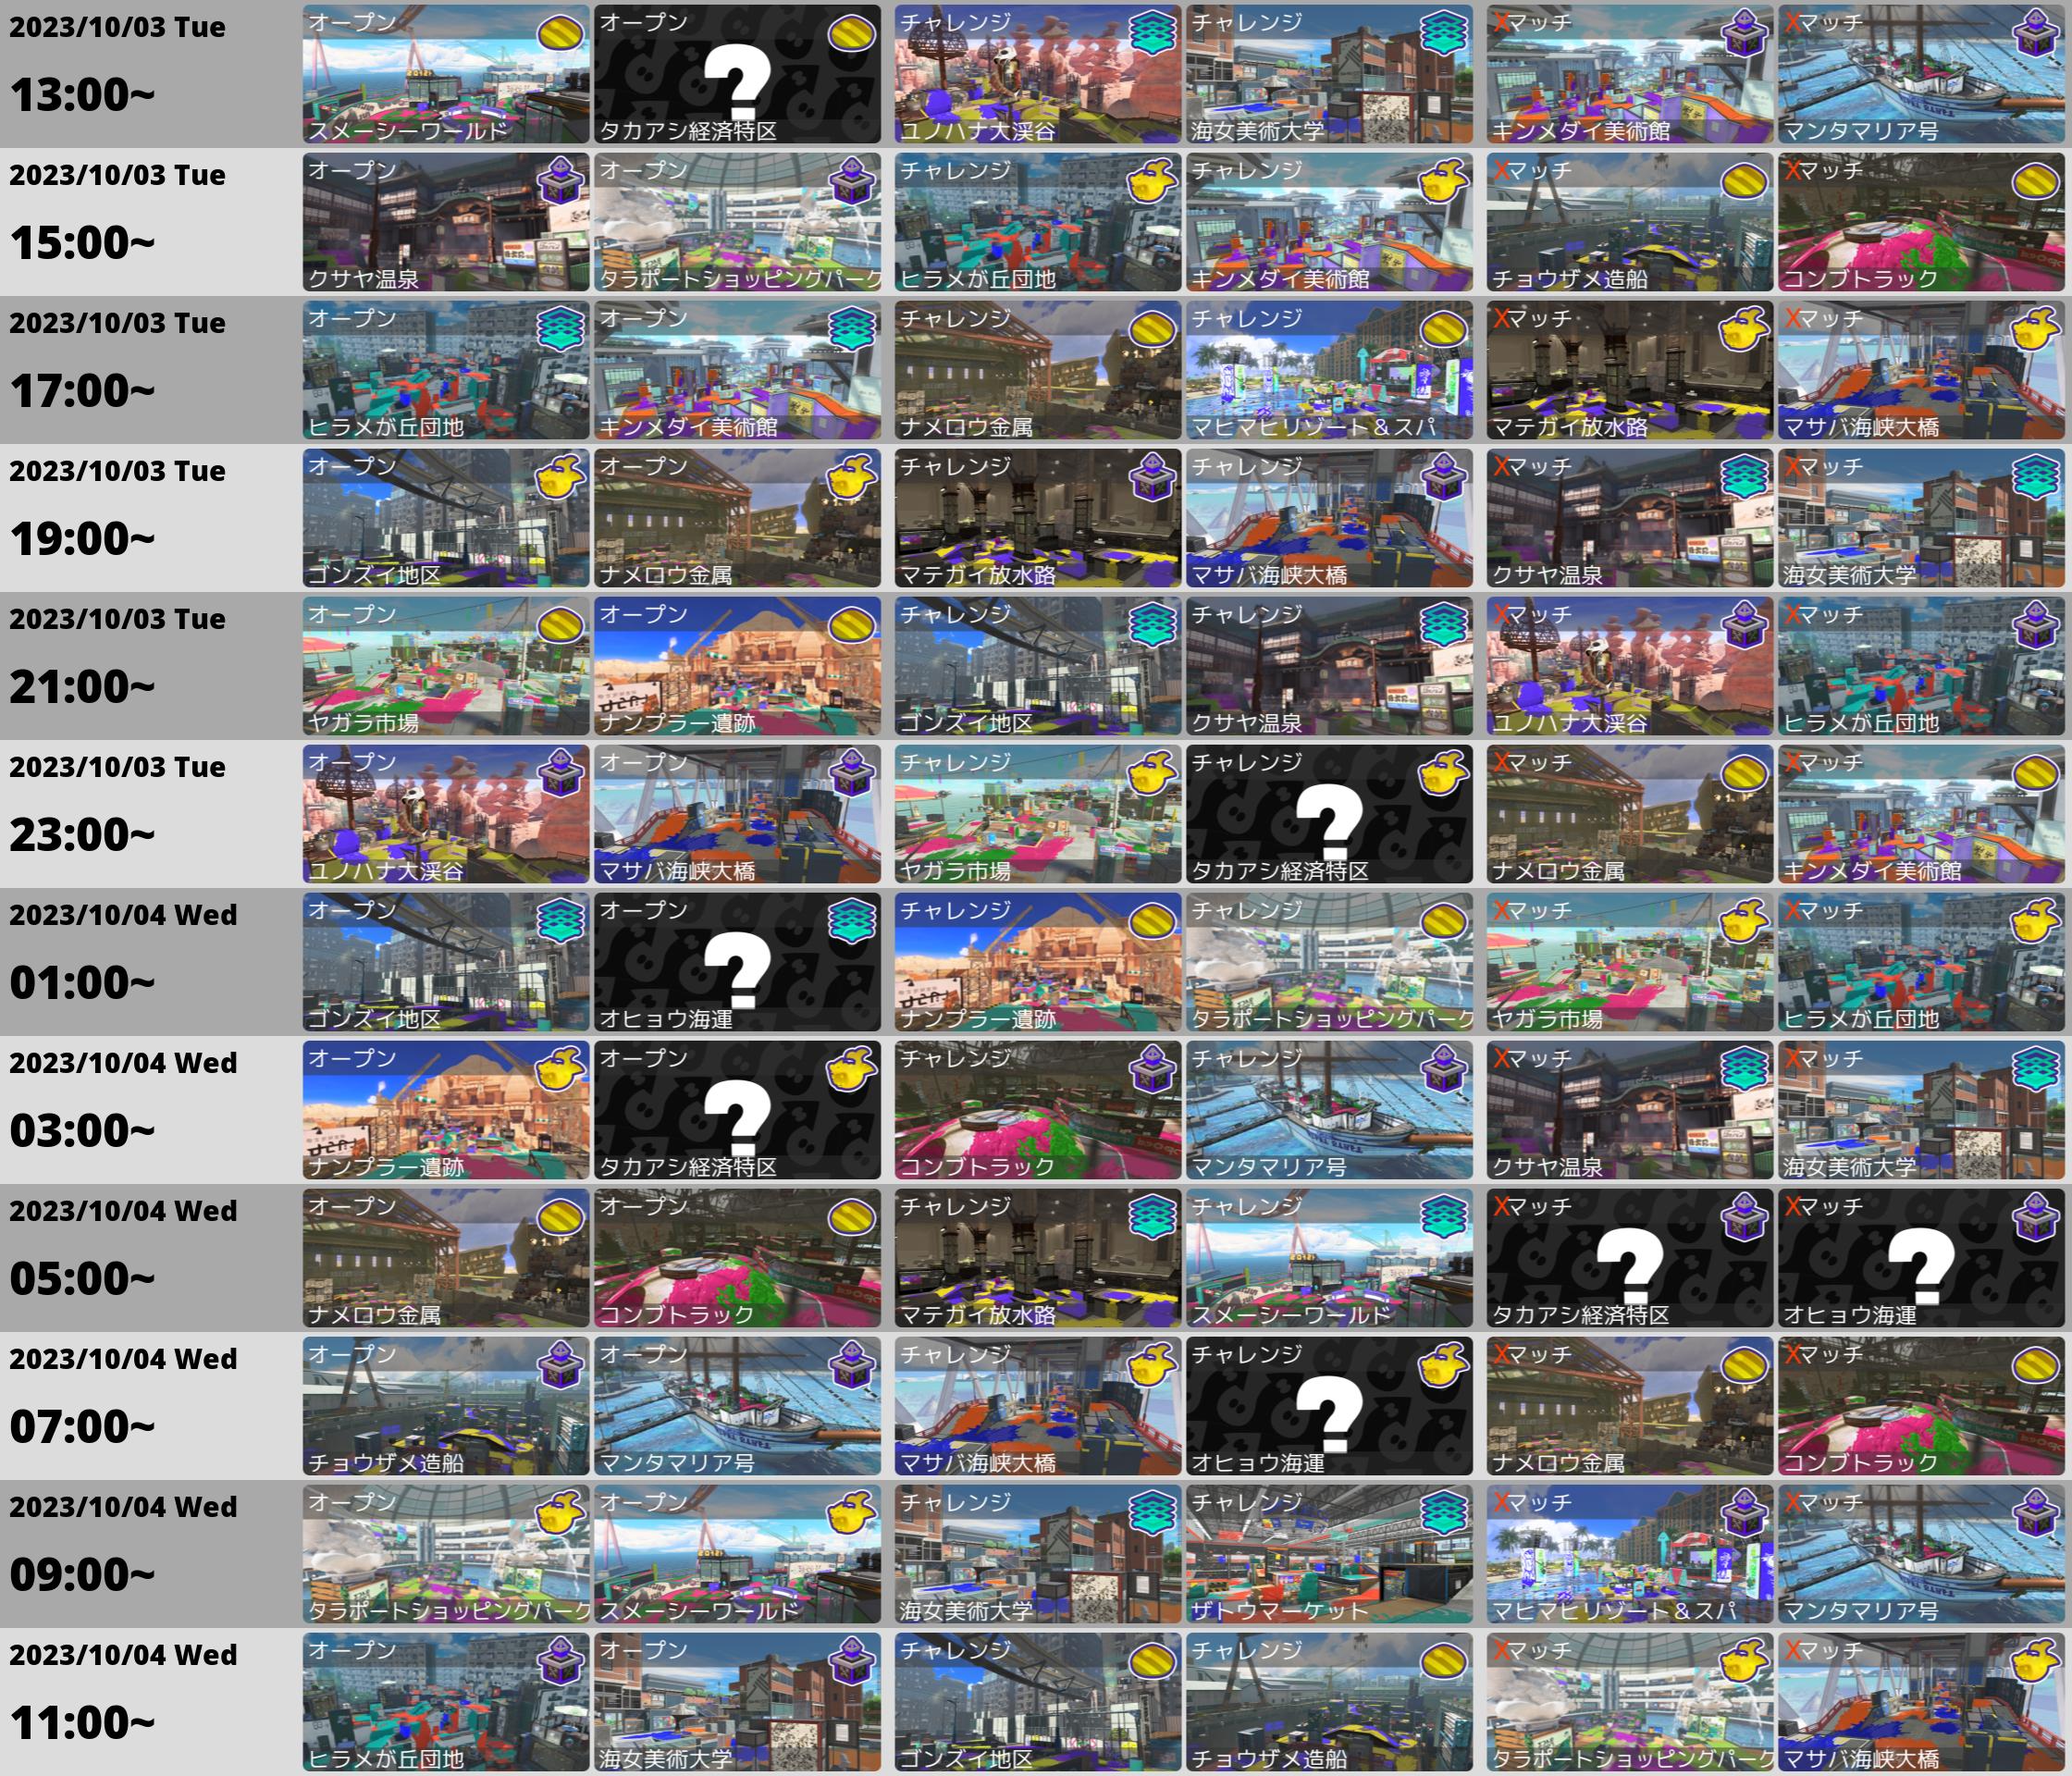 2023/10/03 Tue
13:00~
オープン
スメーシーワールド
オープン
タカアシ経済特区
チャレンジ
ユノハナ大渓谷
チャレンジ
海女美術大学
Xマッチ
キンメダイ美術館
Xマッチ
マンタマリア号
2023/10/03 Tue
15:00~
オープン
クサヤ温泉
オープン
タラポートショッピングパーク
チャレンジ
ヒラメが丘団地
チャレンジ
キンメダイ美術館
Xマッチ
チョウザメ造船
Xマッチ
コンブトラック
2023/10/03 Tue
17:00~
オープン
ヒラメが丘団地
オープン
キンメダイ美術館
チャレンジ
ナメロウ金属
チャレンジ
マヒマヒリゾート＆スパ
Xマッチ
マテガイ放水路
Xマッチ
マサバ海峡大橋
2023/10/03 Tue
19:00~
オープン
ゴンズイ地区
オープン
ナメロウ金属
チャレンジ
マテガイ放水路
チャレンジ
マサバ海峡大橋
Xマッチ
クサヤ温泉
Xマッチ
海女美術大学
2023/10/03 Tue
21:00~
オープン
ヤガラ市場
オープン
ナンプラー遺跡
チャレンジ
ゴンズイ地区
チャレンジ
クサヤ温泉
Xマッチ
ユノハナ大渓谷
Xマッチ
ヒラメが丘団地
2023/10/03 Tue
23:00~
オープン
ユノハナ大渓谷
オープン
マサバ海峡大橋
チャレンジ
ヤガラ市場
チャレンジ
タカアシ経済特区
Xマッチ
ナメロウ金属
Xマッチ
キンメダイ美術館
2023/10/04 Wed
01:00~
オープン
ゴンズイ地区
オープン
オヒョウ海運
チャレンジ
ナンプラー遺跡
チャレンジ
タラポートショッピングパーク
Xマッチ
ヤガラ市場
Xマッチ
ヒラメが丘団地
2023/10/04 Wed
03:00~
オープン
ナンプラー遺跡
オープン
タカアシ経済特区
チャレンジ
コンブトラック
チャレンジ
マンタマリア号
Xマッチ
クサヤ温泉
Xマッチ
海女美術大学
2023/10/04 Wed
05:00~
オープン
ナメロウ金属
オープン
コンブトラック
チャレンジ
マテガイ放水路
チャレンジ
スメーシーワールド
Xマッチ
タカアシ経済特区
Xマッチ
オヒョウ海運
2023/10/04 Wed
07:00~
オープン
チョウザメ造船
オープン
マンタマリア号
チャレンジ
マサバ海峡大橋
チャレンジ
オヒョウ海運
Xマッチ
ナメロウ金属
Xマッチ
コンブトラック
2023/10/04 Wed
09:00~
オープン
タラポートショッピングパーク
オープン
スメーシーワールド
チャレンジ
海女美術大学
チャレンジ
ザトウマーケット
Xマッチ
マヒマヒリゾート＆スパ
Xマッチ
マンタマリア号
2023/10/04 Wed
11:00~
オープン
ヒラメが丘団地
オープン
海女美術大学
チャレンジ
ゴンズイ地区
チャレンジ
チョウザメ造船
Xマッチ
タラポートショッピングパーク
Xマッチ
マサバ海峡大橋